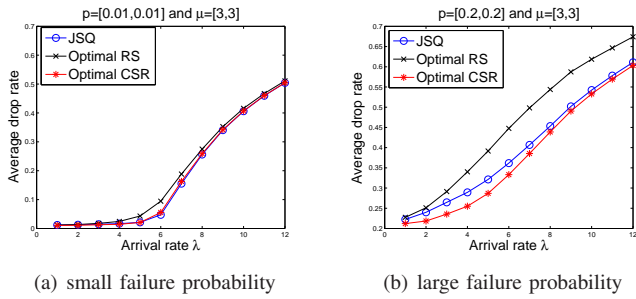 p=[0.01,0.01] and μ=[3,3]
JSQ
Optimal RS
Optimal CSR
Average drop rate
0.7
0.6
0.5
0.4
0.3
0.2
0.1
0
0 2 4 6 8 10 12
Arrival rate λ
(a) small failure probability
p=[0.2,0.2] and μ=[3,3]
JSQ
Optimal RS
Optimal CSR
Average drop rate
0.7
0.65
0.6
0.55
0.5
0.45
0.4
0.35
0.3
0.25
0.2
0 2 4 6 8 10 12
Arrival rate λ
(b) large failure probability